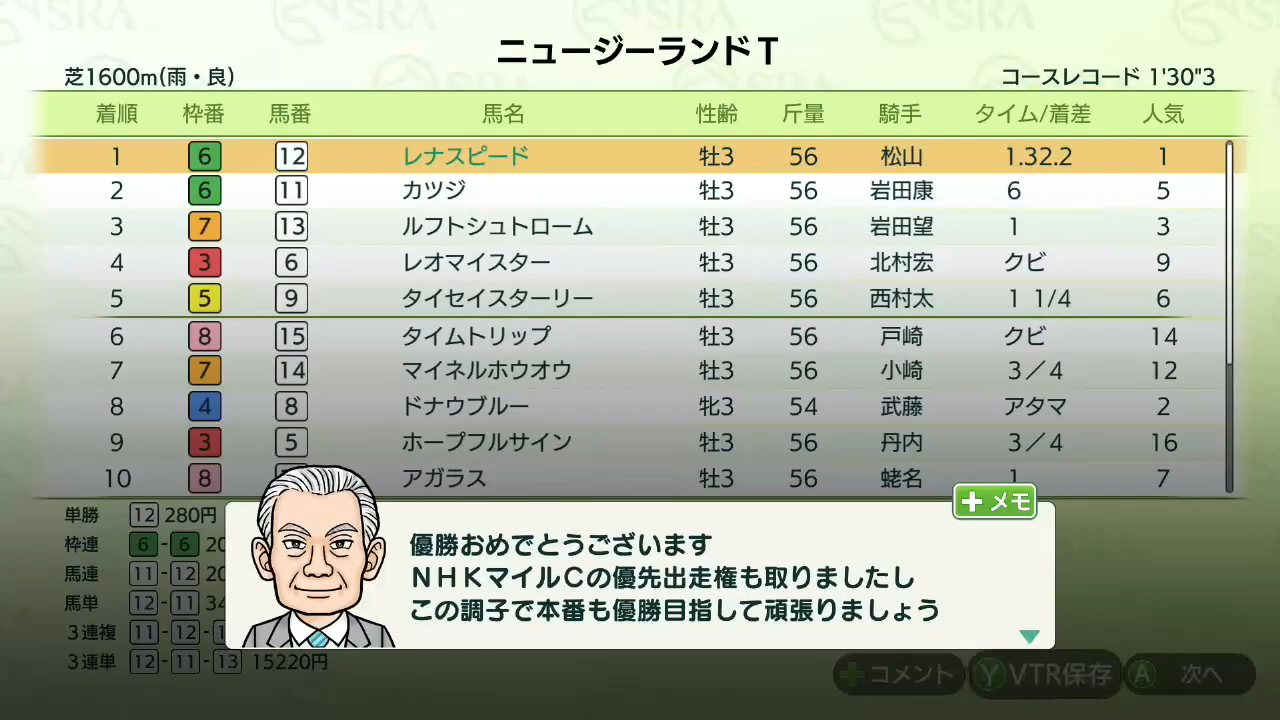 ニュージーランドT
芝1600m(雨・良)
コースレコード 1'30"3
着順 枠番 馬番 馬名 性齢 斤量 騎手 タイム/着差 人気
1 6 12 レナスピード 牡3 56 松山 1.32.2 1
2 6 11 カツジ 牡3 56 岩田康 6 5
3 7 13 ルフトシュトローム 牡3 56 岩田望 1 3
4 3 6 レオマイスター 牡3 56 北村宏 クビ 9
5 5 9 タイセイスターリー 牡3 56 西村太 1 1/4 6
6 8 15 タイムトリップ 牡3 56 戸崎 クビ 14
7 7 14 マイネルホウオウ 牡3 56 小崎 3/4 12
8 4 8 ドナウブルー 牝3 54 武藤 アタマ 2
9 3 5 ホープフルサイン 牡3 56 丹内 3/4 16
10 8 アガラス 牡3 56 蛯名 1 7
単勝 12 280円
枠連 6-6 20
馬連 11-12 20
馬単 12-11 34
3連複 11-12-1
3連単 12-11-13 15220円
+メモ
優勝おめでとうございます
NHKマイルCの優先出走権も取りましたし
この調子で本番も優勝目指して頑張りましょう
+コメント Y VTR保存 A 次へ